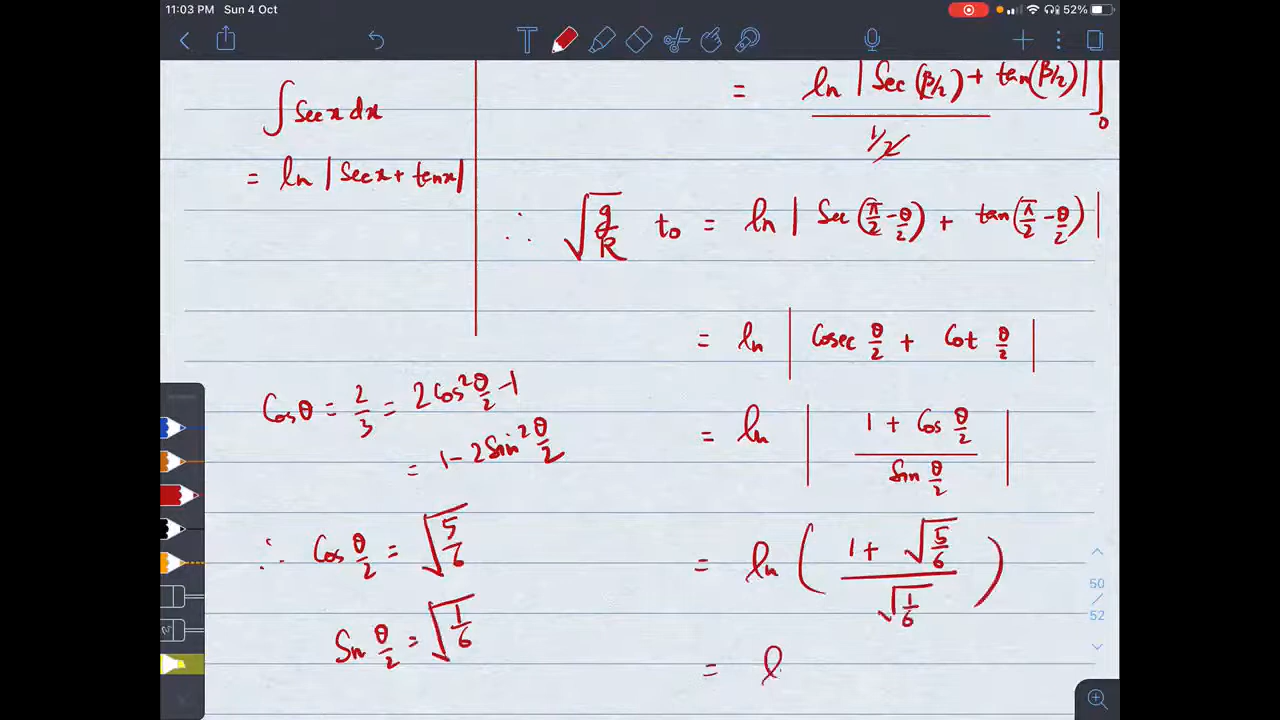 11:03 PM Sun 4 Oct 52%
∫ Sec x dx
= ln | Sec x + tan x |
= ln | Sec (β/2) + tan (β/2) | / (1/2) ]₀
∴ √(g/k) t₀ = ln | Sec (π/2 - θ/2) + tan (π/2 - θ/2) |
= ln | Cosec θ/2 + Cot θ/2 |
= ln | (1 + Cos θ/2) / (Sin θ/2) |
= ln ( (1 + √(5/6)) / √(1/6) )
= l
Cos θ = 2/3 = 2 Cos² θ/2 - 1
= 1 - 2 Sin² θ/2
∴ Cos θ/2 = √(5/6)
Sin θ/2 = √(1/6)
50
/
52